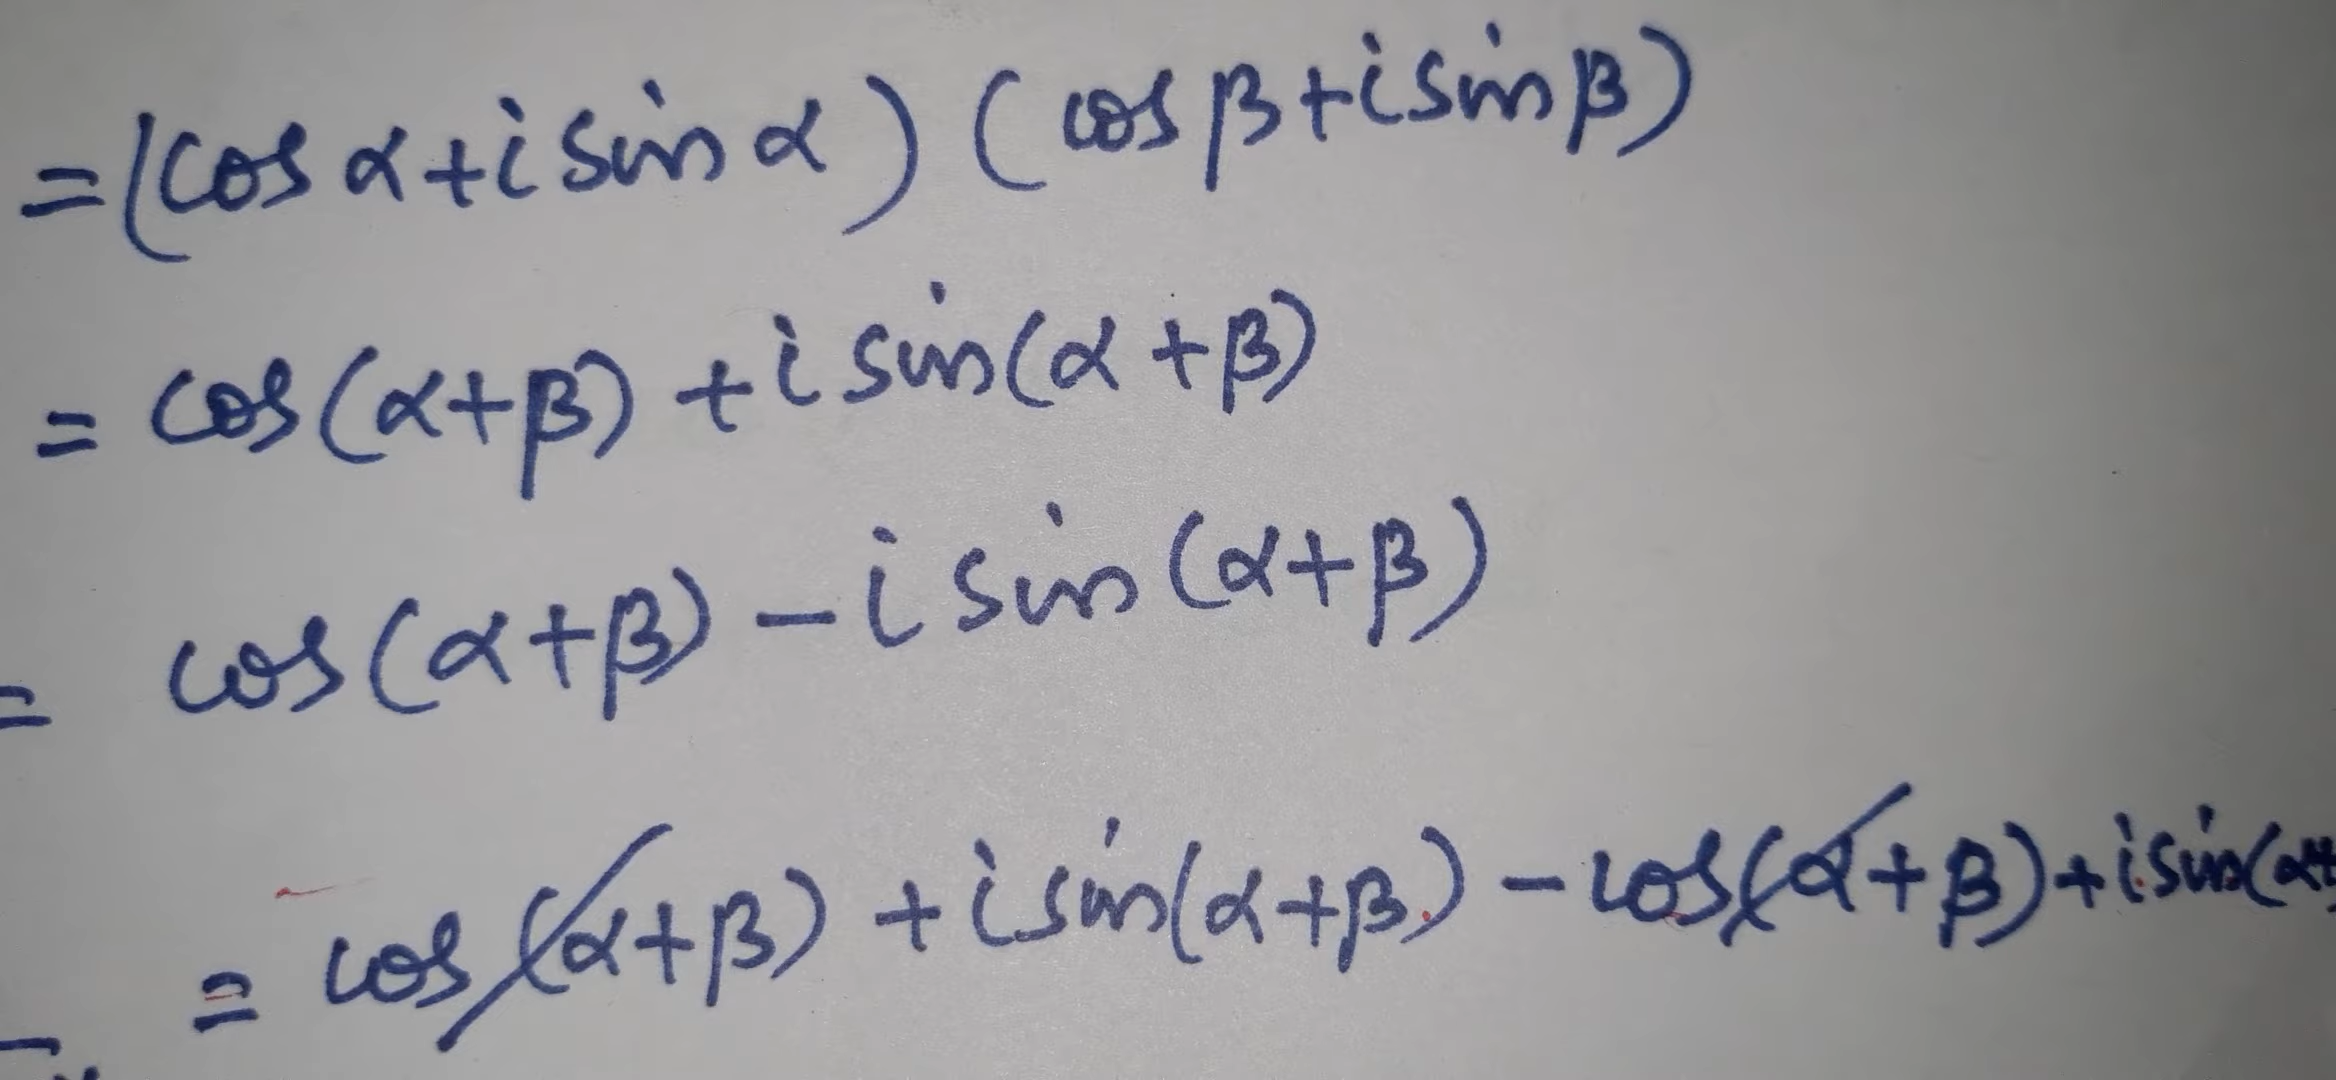 =(cos α+i sin α) (cos β+i sin β)
= cos(α+β) +i sin(α+β)
= cos(α+β) -i sin(α+β)
= cos(α+β) +i sin(α+β) - cos(α+β)+i sin(α+